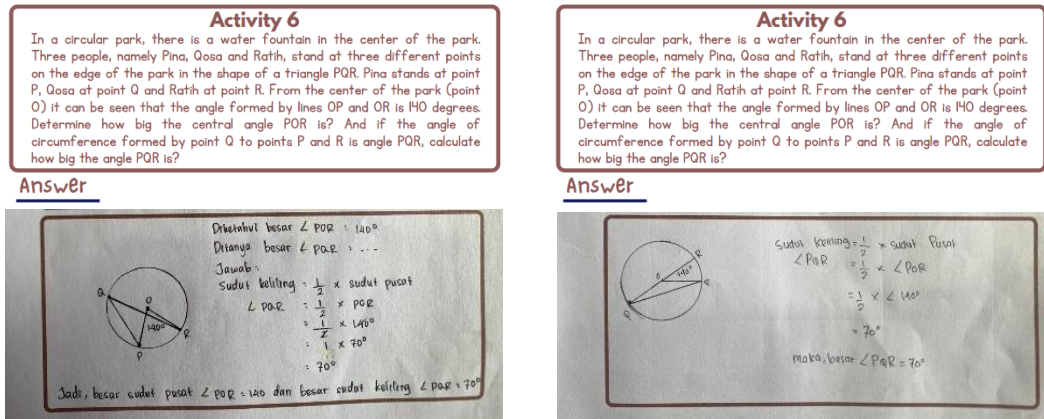 Activity 6
In a circular park, there is a water fountain in the center of the park.
Three people, namely Pina, Qosa and Ratih, stand at three different points
on the edge of the park in the shape of a triangle PQR. Pina stands at point
P, Qosa at point Q and Ratih at point R. From the center of the park (point
O) it can be seen that the angle formed by lines OP and OR is 140 degrees.
Determine how big the central angle POR is? And if the angle of
circumference formed by point Q to points P and R is angle PQR, calculate
how big the angle PQR is?
Answer
Diketahui besar ∠ POR : 140°
Ditanya besar ∠ PQR : ...
Jawab :
Sudut keliling = 1/2 x sudut pusat
∠ PQR : 1/2 x POR
: 1/2 x 140°
: 1 x 70°
: 70°
Q
O
140°
R
P
Jadi, besar sudut pusat ∠ POR = 140 dan besar sudut keliling ∠ PQR : 70°
Activity 6
In a circular park, there is a water fountain in the center of the park.
Three people, namely Pina, Qosa and Ratih, stand at three different points
on the edge of the park in the shape of a triangle PQR. Pina stands at point
P, Qosa at point Q and Ratih at point R. From the center of the park (point
O) it can be seen that the angle formed by lines OP and OR is 140 degrees.
Determine how big the central angle POR is? And if the angle of
circumference formed by point Q to points P and R is angle PQR, calculate
how big the angle PQR is?
Answer
R
O
140°
Sudut keliling = 1/2 x sudut Pusat
∠PQR = 1/2 x ∠POR
= 1/2 x ∠ 140°
= 70°
maka, besar ∠PQR = 70°